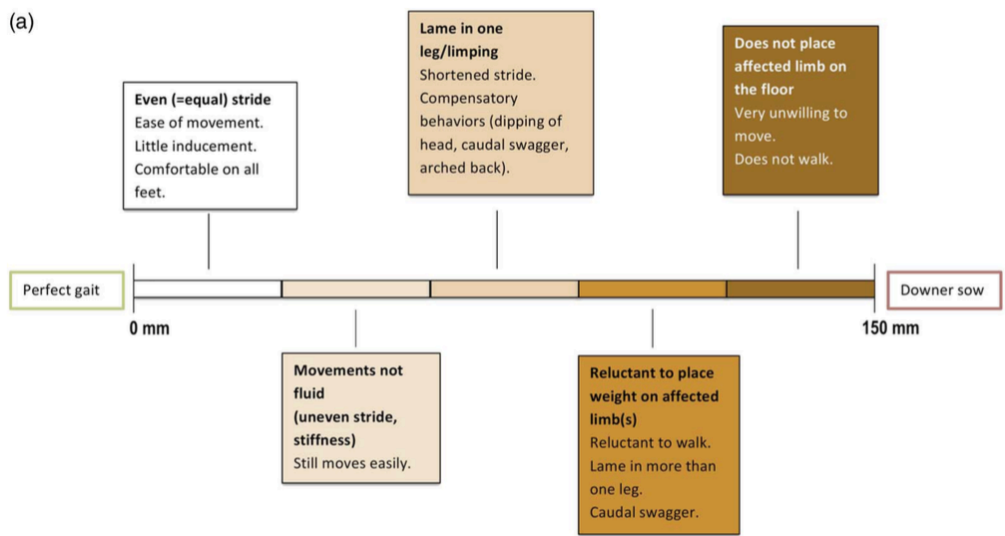 (a)
Even (=equal) stride
Ease of movement.
Little inducement.
Comfortable on all
feet.
Lame in one
leg/limping
Shortened stride.
Compensatory
behaviors (dipping of
head, caudal swagger,
arched back).
Does not place
affected limb on
the floor
Very unwilling to
move.
Does not walk.
Perfect gait
Downer sow
0 mm
150 mm
Movements not
fluid
(uneven stride,
stiffness)
Still moves easily.
Reluctant to place
weight on affected
limb(s)
Reluctant to walk.
Lame in more than
one leg.
Caudal swagger.